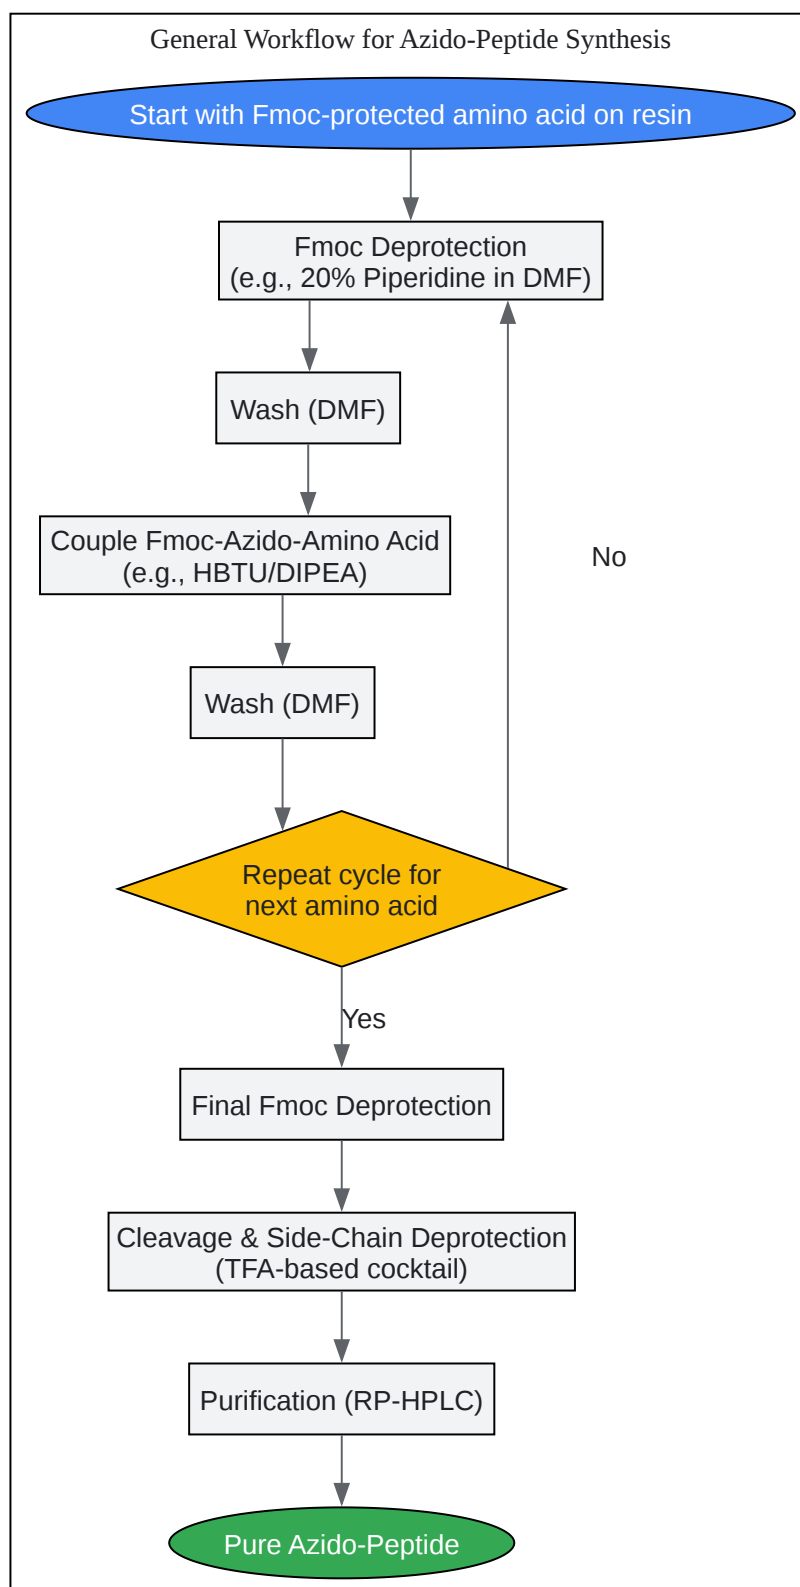 General Workflow for Azido-Peptide Synthesis
Start with Fmoc-protected amino acid on resin
Fmoc Deprotection
(e.g., 20% Piperidine in DMF)
Wash (DMF)
Couple Fmoc-Azido-Amino Acid
(e.g., HBTU/DIPEA)
No
Wash (DMF)
Repeat cycle for
next amino acid
Yes
Final Fmoc Deprotection
Cleavage & Side-Chain Deprotection
(TFA-based cocktail)
Purification (RP-HPLC)
Pure Azido-Peptide